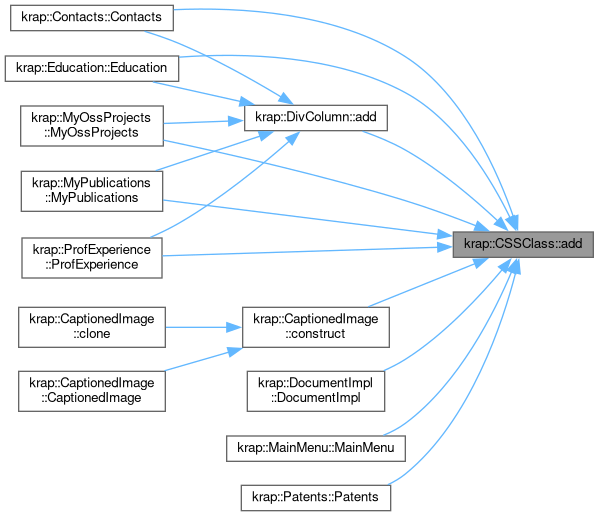 krap::Contacts::Contacts
krap::Education::Education
krap::MyOssProjects
::MyOssProjects
krap::DivColumn::add
krap::MyPublications
::MyPublications
krap::ProfExperience
::ProfExperience
krap::CSSClass::add
krap::CaptionedImage
::clone
krap::CaptionedImage
::construct
krap::CaptionedImage
::CaptionedImage
krap::DocumentImpl
::DocumentImpl
krap::MainMenu::MainMenu
krap::Patents::Patents